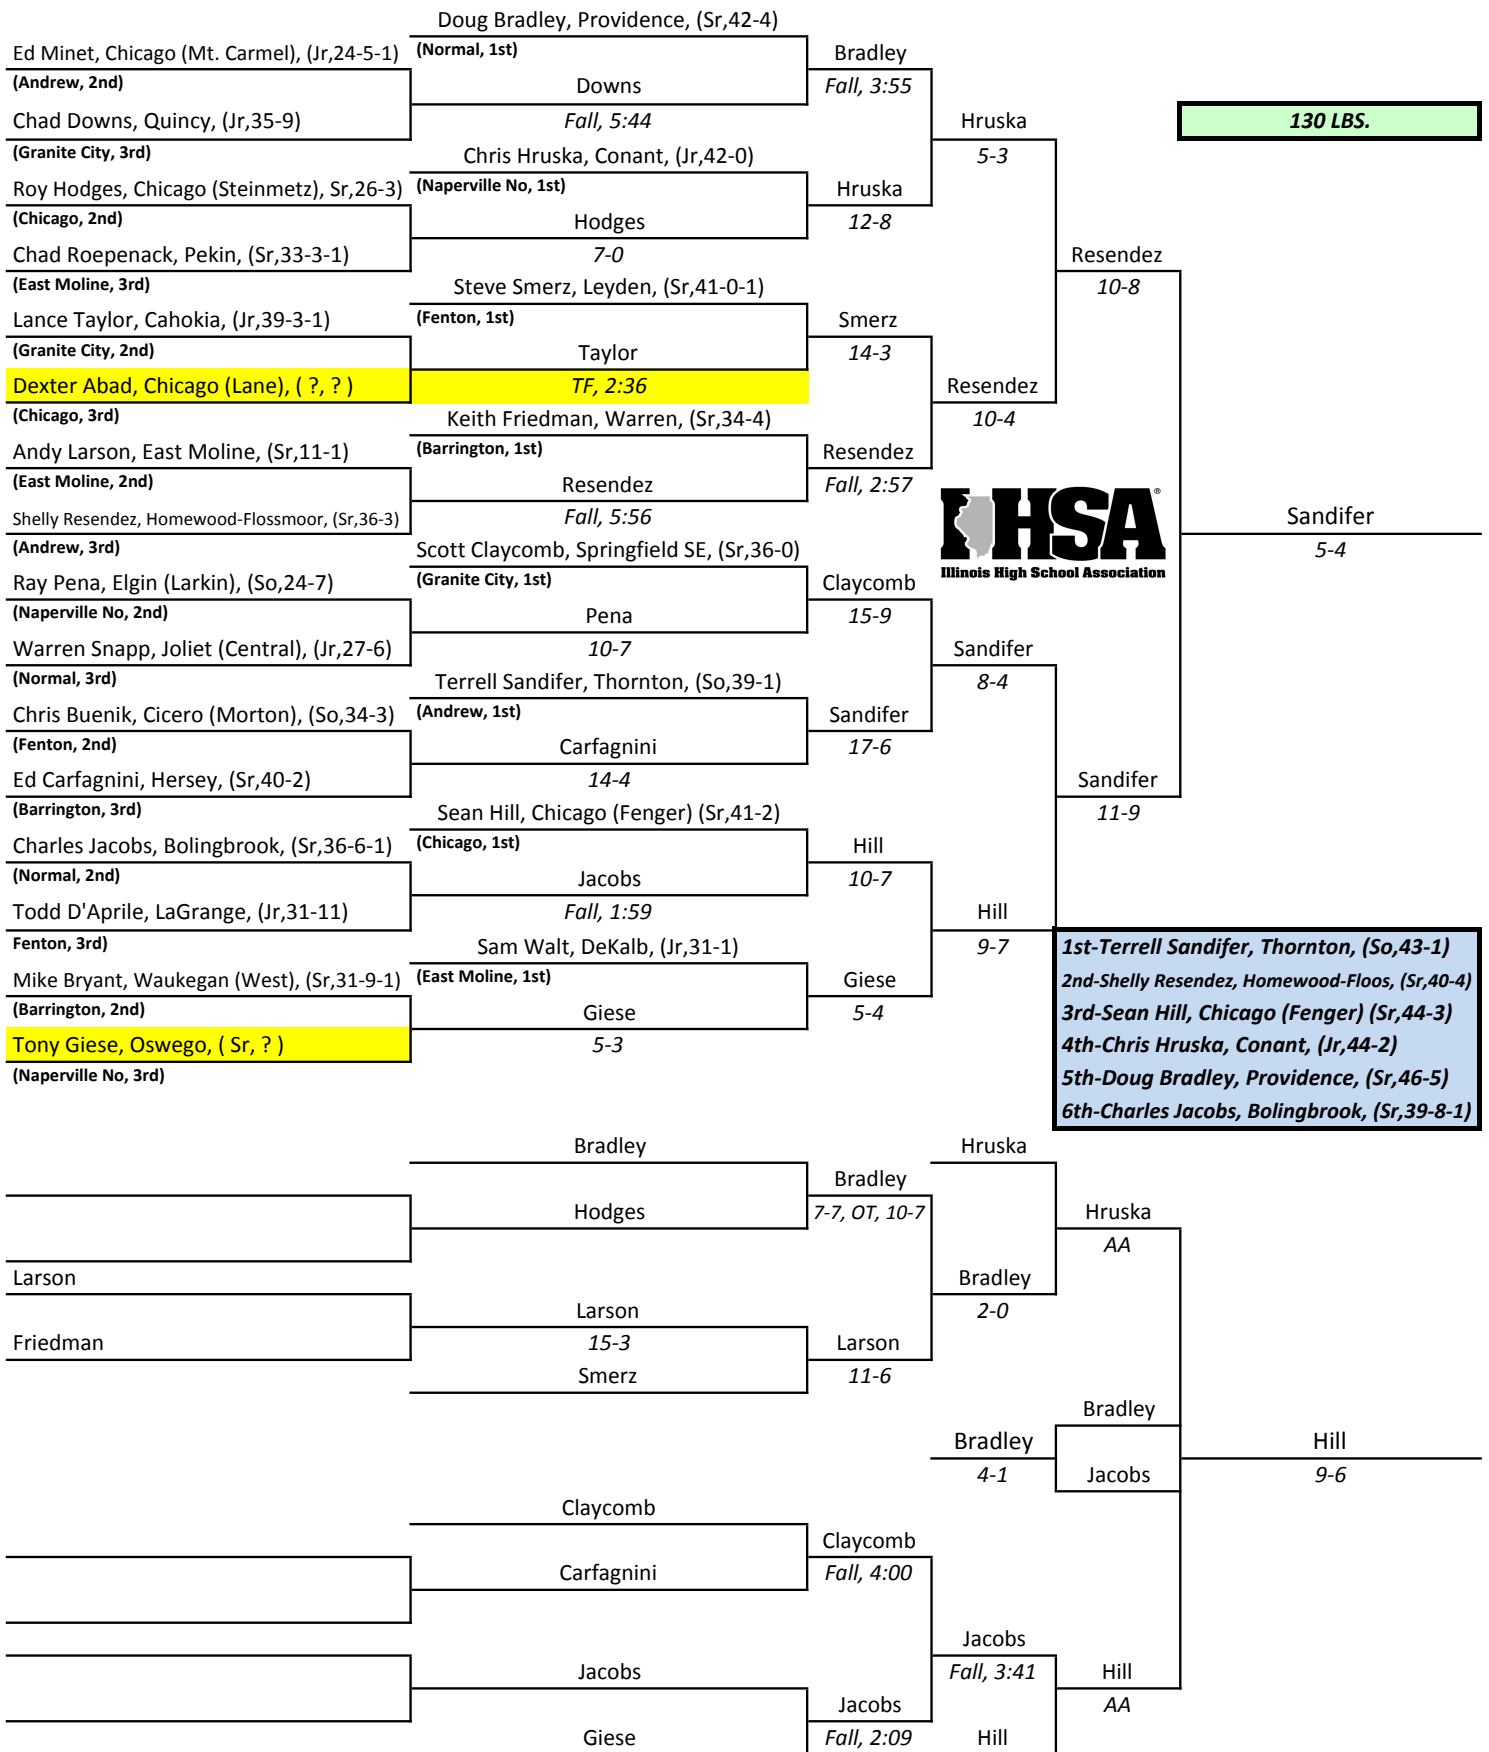 Doug Bradley, Providence, (Sr,42-4)
Ed Minet, Chicago (Mt. Carmel), (Jr,24-5-1)
(Normal, 1st)
Bradley
(Andrew, 2nd)
Downs
Fall, 3:55
Chad Downs, Quincy, (Jr,35-9)
Fall, 5:44
Hruska
130 LBS.
(Granite City, 3rd)
Chris Hruska, Conant, (Jr,42-0)
5-3
Roy Hodges, Chicago (Steinmetz), Sr,26-3)
(Naperville No, 1st)
Hruska
(Chicago, 2nd)
Hodges
12-8
Chad Roepenack, Pekin, (Sr,33-3-1)
7-0
Resendez
(East Moline, 3rd)
Steve Smerz, Leyden, (Sr,41-0-1)
10-8
Lance Taylor, Cahokia, (Jr,39-3-1)
(Fenton, 1st)
Smerz
(Granite City, 2nd)
Taylor
14-3
Dexter Abad, Chicago (Lane), ( ?, ? )
TF, 2:36
Resendez
(Chicago, 3rd)
Keith Friedman, Warren, (Sr,34-4)
10-4
Andy Larson, East Moline, (Sr,11-1)
(Barrington, 1st)
Resendez
(East Moline, 2nd)
Resendez
Fall, 2:57
Shelly Resendez, Homewood-Flossmoor, (Sr,36-3)
Fall, 5:56
IHSA
®
Sandifer
(Andrew, 3rd)
Scott Claycomb, Springfield SE, (Sr,36-0)
5-4
Illinois High School Association
Ray Pena, Elgin (Larkin), (So,24-7)
(Granite City, 1st)
Claycomb
(Naperville No, 2nd)
Pena
15-9
Warren Snapp, Joliet (Central), (Jr,27-6)
10-7
Sandifer
(Normal, 3rd)
Terrell Sandifer, Thornton, (So,39-1)
8-4
Chris Buenik, Cicero (Morton), (So,34-3)
(Andrew, 1st)
Sandifer
(Fenton, 2nd)
Carfagnini
17-6
Ed Carfagnini, Hersey, (Sr,40-2)
14-4
Sandifer
(Barrington, 3rd)
Sean Hill, Chicago (Fenger) (Sr,41-2)
11-9
Charles Jacobs, Bolingbrook, (Sr,36-6-1)
(Chicago, 1st)
Hill
(Normal, 2nd)
Jacobs
10-7
Todd D'Aprile, LaGrange, (Jr,31-11)
Fall, 1:59
Hill
Fenton, 3rd)
Sam Walt, DeKalb, (Jr,31-1)
9-7
1st-Terrell Sandifer, Thornton, (So,43-1)
Mike Bryant, Waukegan (West), (Sr,31-9-1)
(East Moline, 1st)
Giese
2nd-Shelly Resendez, Homewood-Floos, (Sr,40-4)
(Barrington, 2nd)
Giese
5-4
3rd-Sean Hill, Chicago (Fenger) (Sr,44-3)
Tony Giese, Oswego, ( Sr, ? )
5-3
4th-Chris Hruska, Conant, (Jr,44-2)
(Naperville No, 3rd)
5th-Doug Bradley, Providence, (Sr,46-5)
6th-Charles Jacobs, Bolingbrook, (Sr,39-8-1)
Bradley
Hruska
Bradley
Hodges
7-7, OT, 10-7
Hruska
AA
Larson
Bradley
Larson
2-0
Friedman
15-3
Larson
Smerz
11-6
Bradley
Bradley
Hill
4-1
Jacobs
9-6
Claycomb
Claycomb
Carfagnini
Fall, 4:00
Jacobs
Jacobs
Fall, 3:41
Hill
Jacobs
AA
Giese
Fall, 2:09
Hill